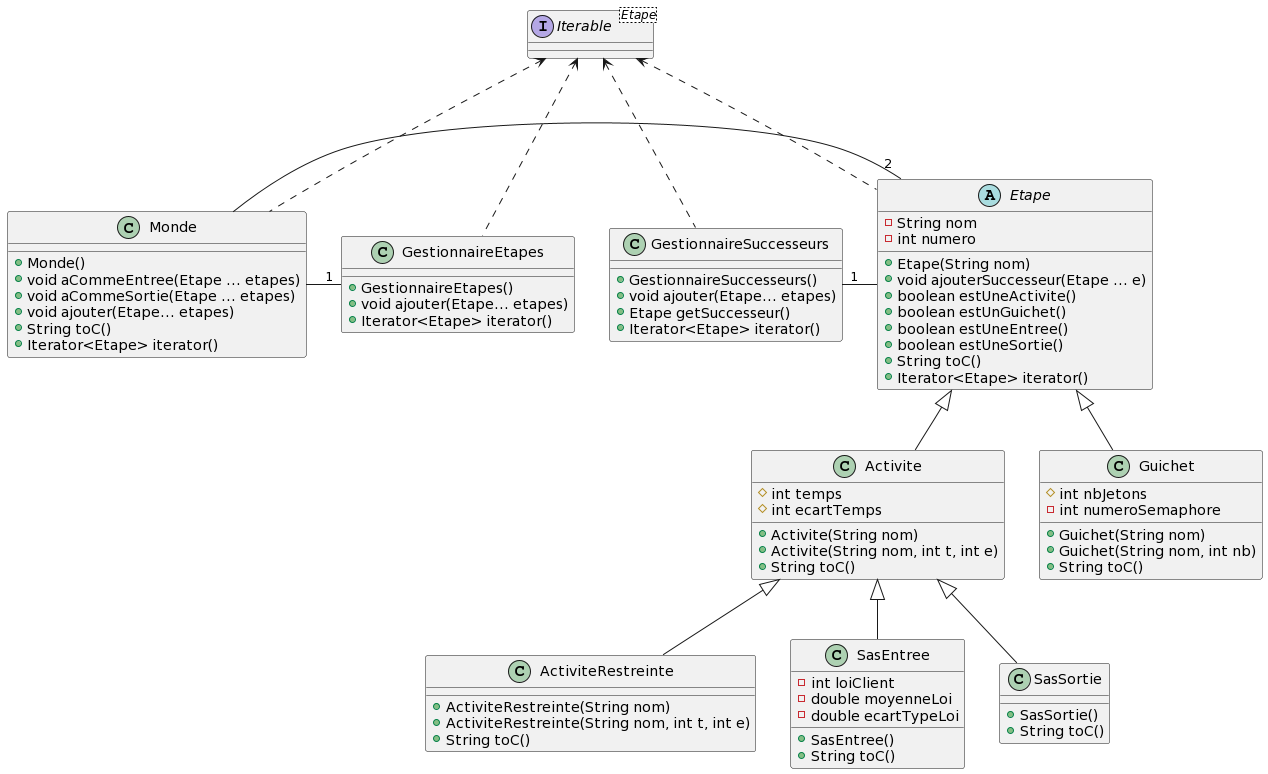 Iterable
Etape
2
Monde
Monde()
void aCommeEntree(Etape … etapes)
void aCommeSortie(Etape … etapes)
void ajouter(Etape… etapes)
String toC()
Iterator<Etape> iterator()
1
GestionnaireEtapes
GestionnaireEtapes()
void ajouter(Etape… etapes)
Iterator<Etape> iterator()
GestionnaireSuccesseurs
GestionnaireSuccesseurs()
void ajouter(Etape… etapes)
Etape getSuccesseur()
Iterator<Etape> iterator()
1
Etape
String nom
int numero
Etape(String nom)
void ajouterSuccesseur(Etape … e)
boolean estUneActivite()
boolean estUnGuichet()
boolean estUneEntree()
boolean estUneSortie()
String toC()
Iterator<Etape> iterator()
Activite
int temps
int ecartTemps
Activite(String nom)
Activite(String nom, int t, int e)
String toC()
Guichet
int nbJetons
int numeroSemaphore
Guichet(String nom)
Guichet(String nom, int nb)
String toC()
ActiviteRestreinte
ActiviteRestreinte(String nom)
ActiviteRestreinte(String nom, int t, int e)
String toC()
SasEntree
int loiClient
double moyenneLoi
double ecartTypeLoi
SasEntree()
String toC()
SasSortie
SasSortie()
String toC()